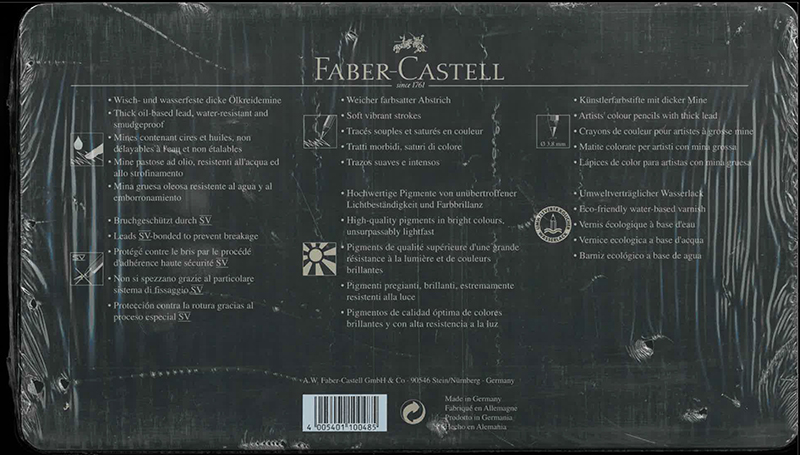 FABER-CASTELL
since 1761
• Wisch- und wasserfeste dicke Ölkreidemine
• Thick oil-based lead, water-resistant and
smudgeproof
• Mines contenant cires et huiles, non
délayables à l'eau et non étalables
• Mine pastose ad olio, resistenti all'acqua ed
allo strofinamento
• Mina gruesa oleosa resistente al agua y al
emborronamiento
• Bruchgeschützt durch SV
• Leads SV-bonded to prevent breakage
• Protégé contre le bris par le procédé
d'adhérence haute sécurité SV
• Non si spezzano grazie al particolare
sistema di fissaggio SV
• Protección contra la rotura gracias al
proceso especial SV
SV
• Weicher farbsatter Abstrich
• Soft vibrant strokes
• Tracés souples et saturés en couleur
• Tratti morbidi, saturi di colore
• Trazos suaves e intensos
• Hochwertige Pigmente von unübertroffener
Lichtbeständigkeit und Farbbrillanz
• High-quality pigments in bright colours,
unsurpassably lightfast
• Pigments de qualité supérieure d'une grande
résistance à la lumière et de couleurs
brillantes
• Pigmenti pregianti, brillanti, estremamente
resistenti alla luce
• Pigmentos de calidad óptima de colores
brillantes y con alta resistencia a la luz
• Künstlerfarbstifte mit dicker Mine
• Artists' colour pencils with thick lead
• Crayons de couleur pour artistes à grosse mine
• Matite colorate per artisti con mina grossa
• Lápices de color para artistas con mina gruesa
Ø 3.8 mm
• Umweltverträglicher Wasserlack
• Eco-friendly water-based varnish
• Vernis écologique à base d'eau
• Vernice ecologica a base d'acqua
• Barniz ecológico a base de agua
A.W. Faber-Castell GmbH & Co · 90546 Stein/Nürnberg · Germany
4 005401 100485
Made in Germany
Fabriqué en Allemagne
Prodotto in Germania
Hecho en Alemania